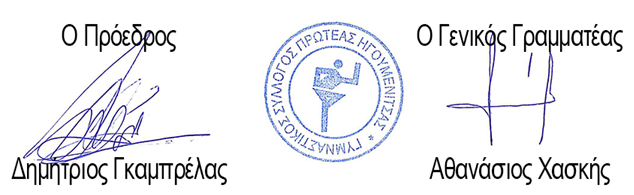 Ο Πρόεδρος
Ο Γενικός Γραμματέας
ΓΥΜΝΑΣΤΙΚΟΣ ΣΥΛΛΟΓΟΣ ΠΡΩΤΕΑΣ ΗΓΟΥΜΕΝΙΤΣΑΣ *
Δημήτριος Γκαμπρέλας
Αθανάσιος Χασκής